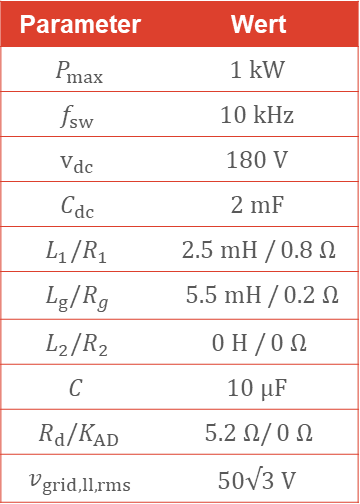 Parameter Wert
P_max 1 kW
f_sw 10 kHz
v_dc 180 V
C_dc 2 mF
L_1/R_1 2.5 mH / 0.8 Ω
L_g/R_g 5.5 mH / 0.2 Ω
L_2/R_2 0 H / 0 Ω
C 10 μF
R_d/K_AD 5.2 Ω/ 0 Ω
v_grid,ll,rms 50√3 V